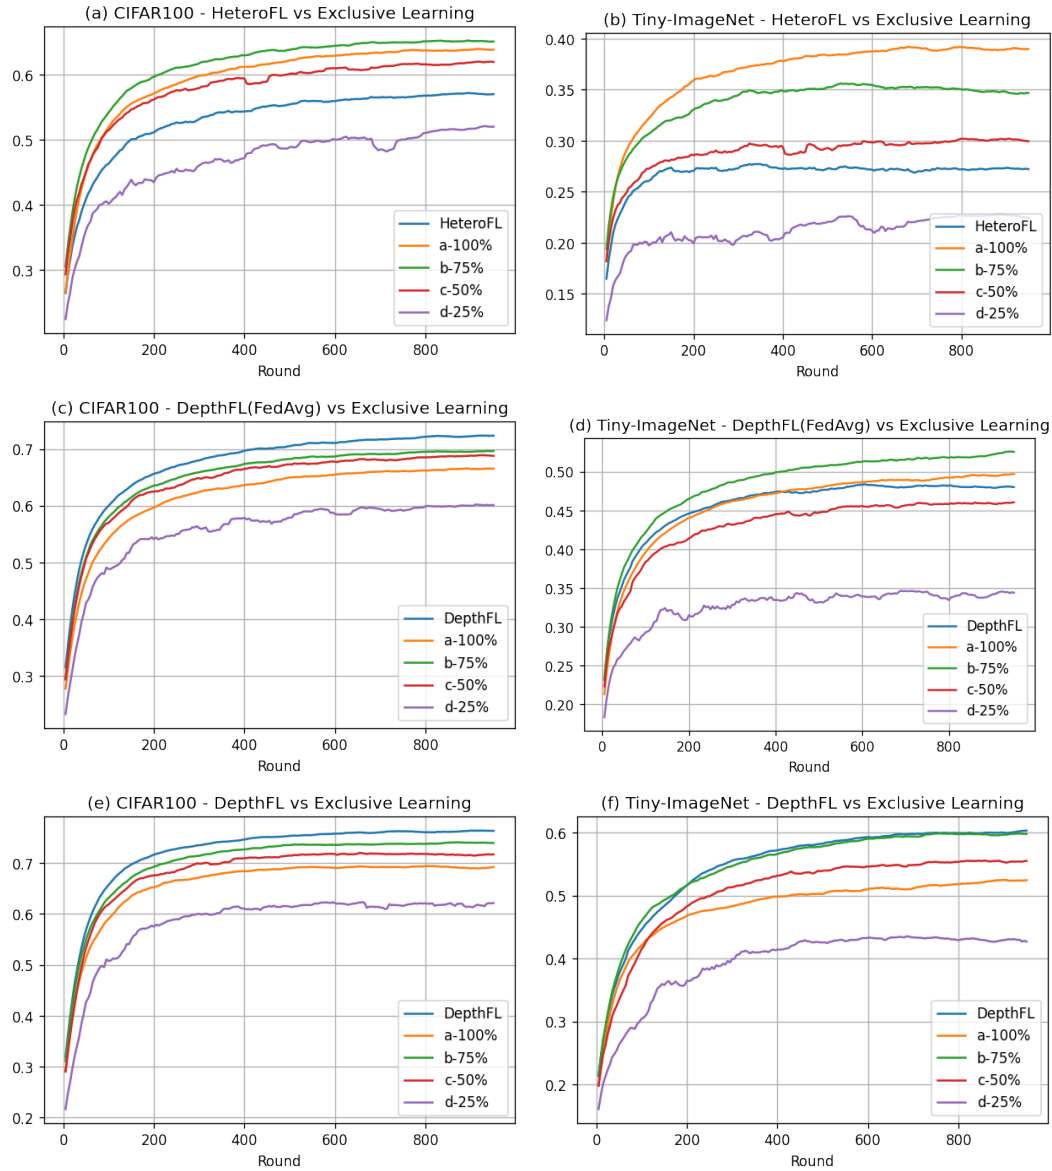 (a) CIFAR100 - HeteroFL vs Exclusive Learning
0.6
0.5
0.4
0.3
0
200
400
600
800
Round
HeteroFL
a-100%
b-75%
c-50%
d-25%
(b) Tiny-ImageNet - HeteroFL vs Exclusive Learning
0.40
0.35
0.30
0.25
0.20
0.15
0
200
400
600
800
Round
HeteroFL
a-100%
b-75%
c-50%
d-25%
(c) CIFAR100 - DepthFL(FedAvg) vs Exclusive Learning
0.7
0.6
0.5
0.4
0.3
0
200
400
600
800
Round
DepthFL
a-100%
b-75%
c-50%
d-25%
(d) Tiny-ImageNet - DepthFL(FedAvg) vs Exclusive Learning
0.50
0.45
0.40
0.35
0.30
0.25
0.20
0
200
400
600
800
Round
DepthFL
a-100%
b-75%
c-50%
d-25%
(e) CIFAR100 - DepthFL vs Exclusive Learning
0.7
0.6
0.5
0.4
0.3
0.2
0
200
400
600
800
Round
DepthFL
a-100%
b-75%
c-50%
d-25%
(f) Tiny-ImageNet - DepthFL vs Exclusive Learning
0.6
0.5
0.4
0.3
0.2
0
200
400
600
800
Round
DepthFL
a-100%
b-75%
c-50%
d-25%